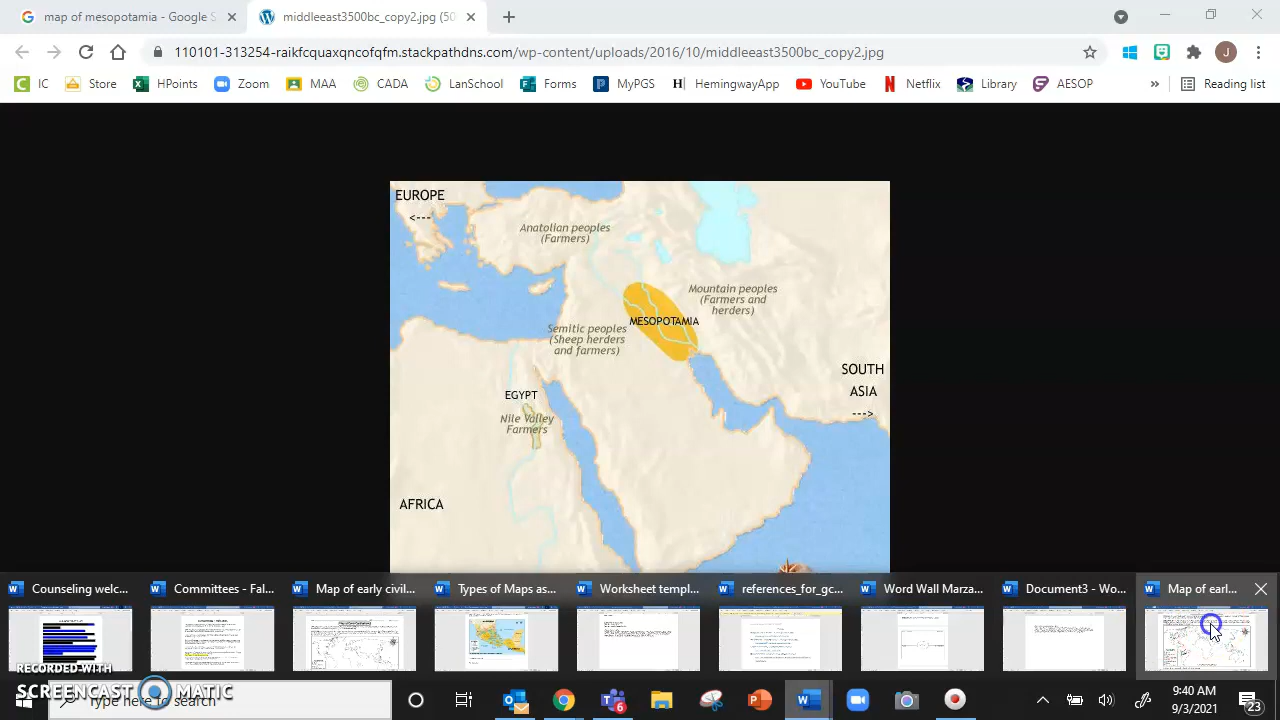 map of mesopotamia - Google S
middleeast3500bc_copy2.jpg (50
110101-313254-raikfcquaxqncofqfm.stackpathdns.com/wp-content/uploads/2016/10/middleeast3500bc_copy2.jpg
J
IC Store HPoints Zoom MAA CADA LanSchool Forms MyPGS HemingwayApp YouTube Netflix Library AESOP » Reading list
EUROPE
<---
Anatolian peoples
(Farmers)
Mountain peoples
(Farmers and
herders)
MESOPOTAMIA
Semitic peoples
(Sheep herders
and farmers)
SOUTH
ASIA
--->
EGYPT
Nile Valley
Farmers
AFRICA
Counseling welc...
Committees - Fal...
Map of early civil...
Types of Maps as...
Worksheet templ...
references_for_gc...
Word Wall Marza...
Document3 - Wo...
Map of earl...
RECORDED WITH
SCREENCAST MATIC
Type here to search
6
9:40 AM
9/3/2021
23